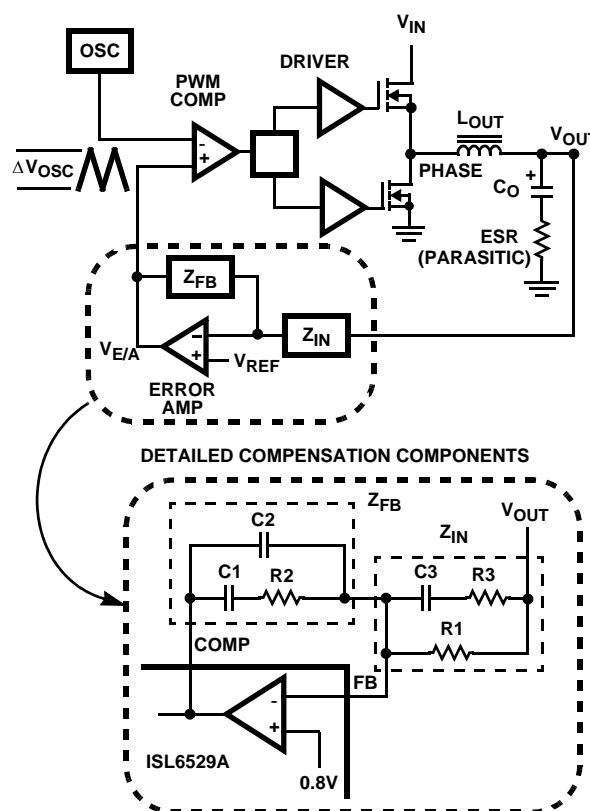 V_IN
OSC
DRIVER
PWM
COMP
L_OUT
V_OUT
-
+
ΔV_OSC
PHASE
+
C_O
ESR
(PARASITIC)
Z_FB
-
+
Z_IN
V_E/A
V_REF
ERROR
AMP
DETAILED COMPENSATION COMPONENTS
Z_FB
V_OUT
C2
Z_IN
C1
R2
C3
R3
R1
COMP
FB
-
+
ISL6529A
0.8V